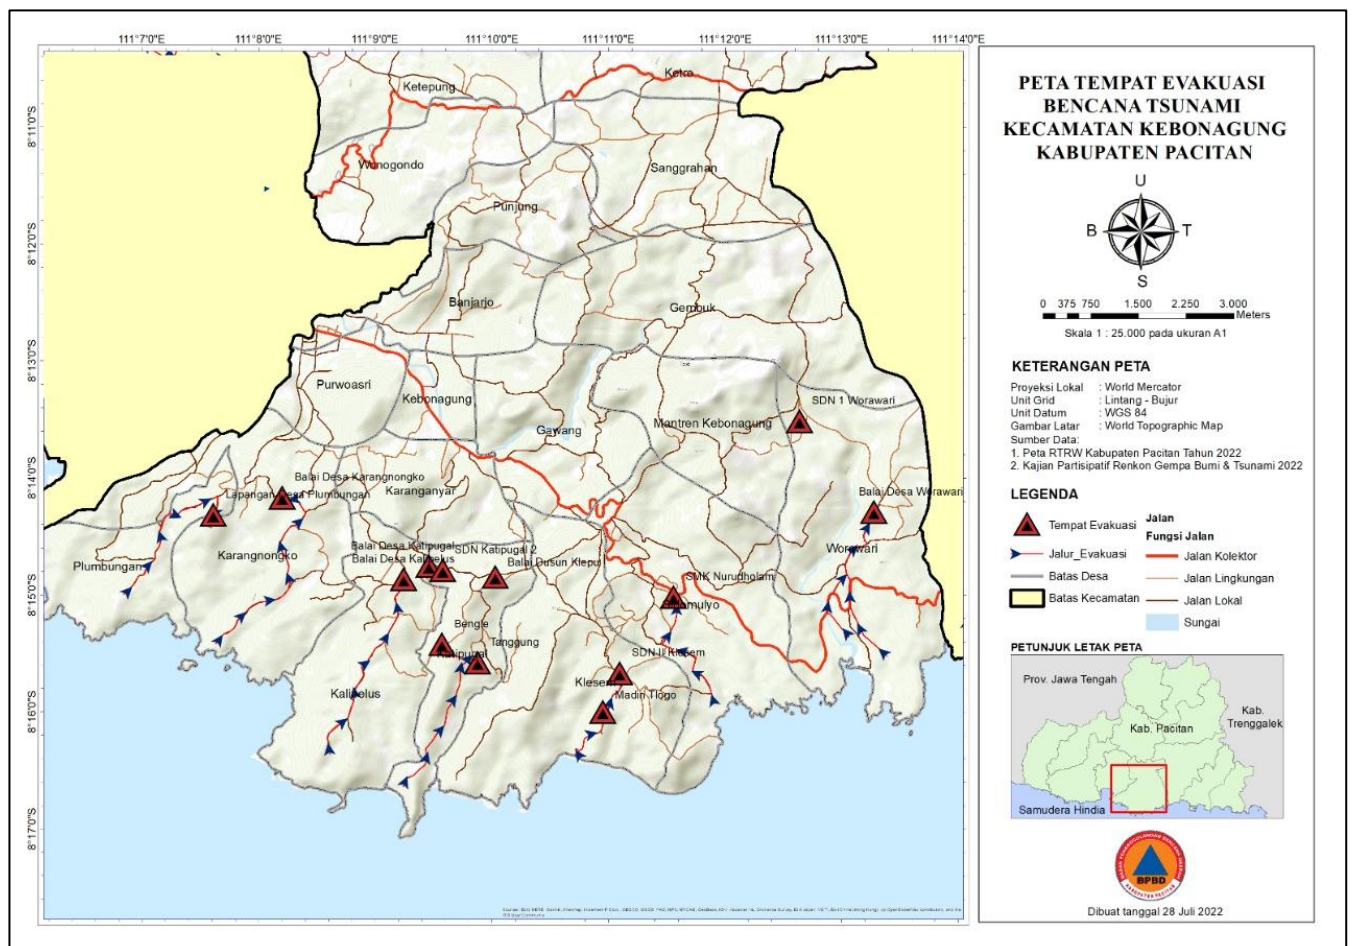 111°7'0"E 111°8'0"E 111°9'0"E 111°10'0"E 111°11'0"E 111°12'0"E 111°13'0"E 111°14'0"E
8°11'0"S
8°12'0"S
8°13'0"S
8°14'0"S
8°15'0"S
8°16'0"S
8°17'0"S
Ketepung
Ketro
Wonogondo
Sanggrahan
Punjung
Banjarjo
Gembuk
Purwoasri
Kebonagung
SDN 1 Worawari
Mantren Kebonagung
Gawang
Balai Desa Karangnongko
Karanganyar
Lapangan Desa Plumbungan
Balai Desa Worawari
Karangnongko
Plumbungan
Balai Desa Katipugal
SDN Katipugal 2
Balai Desa Kalipelus
Balai Dusun Klepu
Worawari
SMK Nurudholam
Bengle
Tanggung
SDN II Klesem
Klesem
Madin Tlogo
Kalipelus
PETA TEMPAT EVAKUASI
BENCANA TSUNAMI
KECAMATAN KEBONAGUNG
KABUPATEN PACITAN
U
B T
S
0 375 750 1.500 2.250 3.000
Meters
Skala 1 : 25.000 pada ukuran A1
KETERANGAN PETA
Proyeksi Lokal : World Mercator
Unit Grid : Lintang - Bujur
Unit Datum : WGS 84
Gambar Latar : World Topographic Map
Sumber Data:
1. Peta RTRW Kabupaten Pacitan Tahun 2022
2. Kajian Partisipatif Renkon Gempa Bumi & Tsunami 2022
LEGENDA
Tempat Evakuasi
Jalur_Evakuasi
Batas Desa
Batas Kecamatan
Jalan
Fungsi Jalan
Jalan Kolektor
Jalan Lingkungan
Jalan Lokal
Sungai
PETUNJUK LETAK PETA
Prov. Jawa Tengah
Kab.
Trenggalek
Kab. Pacitan
Samudera Hindia
BPBD
Dibuat tanggal 28 Juli 2022